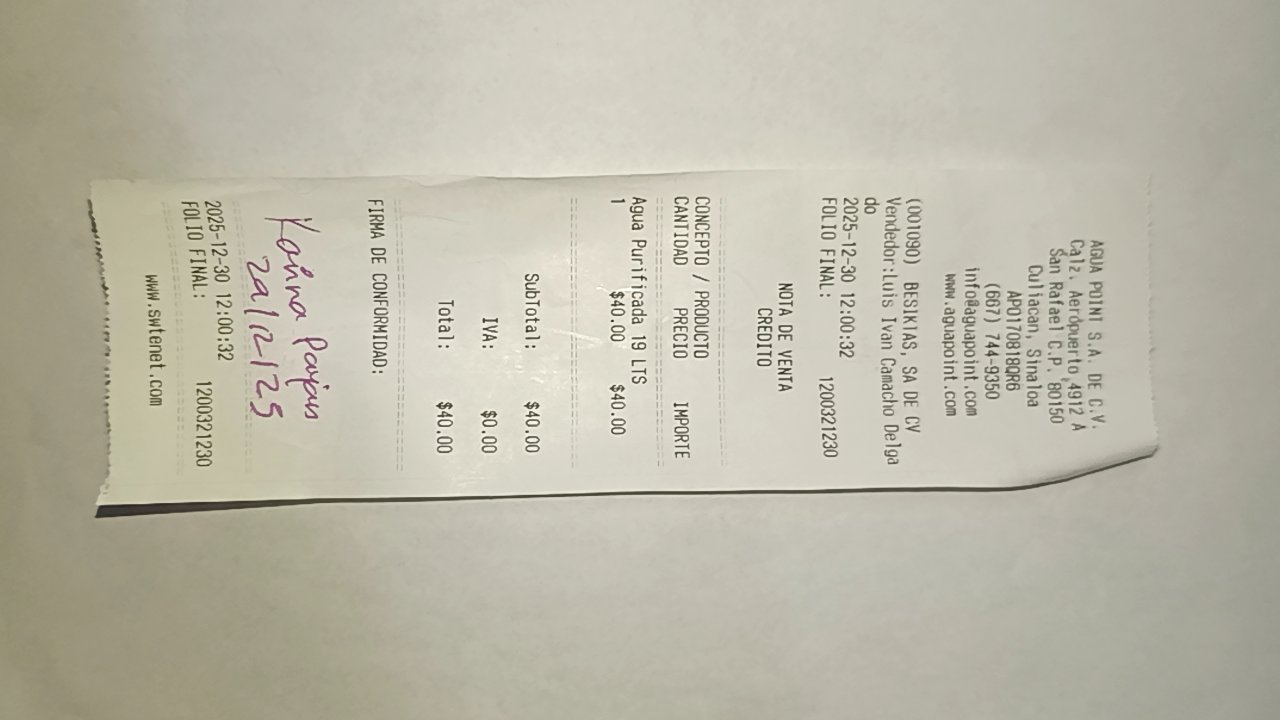 AGUA POINT S.A. DE C.V.
Calz. Aeropuerto 4912 A
San Rafael C.P. 80150
Culiacan, Sinaloa
APO170818QR6
(667) 744-9350
info@aguapoint.com
www.aguapoint.com
(001090) BESIKTAS, SA DE CV
Vendedor:Luis Ivan Camacho Delga
do
2025-12-30 12:00:32
FOLIO FINAL: 1200321230
NOTA DE VENTA
CREDITO
CONCEPTO / PRODUCTO
CANTIDAD PRECIO IMPORTE
Agua Purificada 19 LTS
1 $40.00 $40.00
SubTotal: $40.00
IVA: $0.00
Total: $40.00
FIRMA DE CONFORMIDAD:
Karina
2025-12-30 12:00:32
FOLIO FINAL: 1200321230
www.swtenet.com